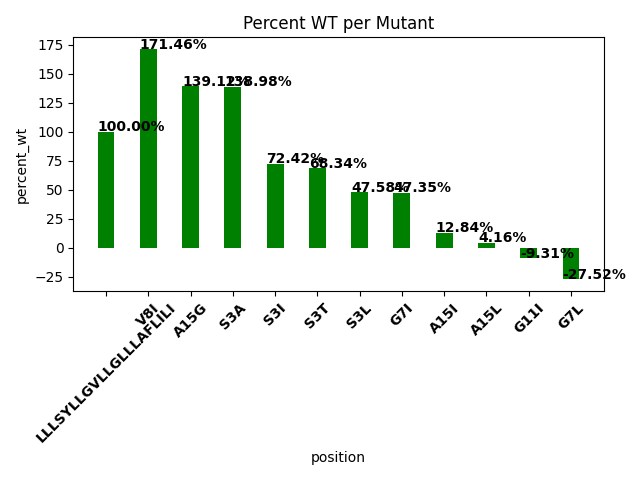 Percent WT per Mutant
percent_wt
175
150
125
100
75
50
25
0
−25
100.00%
171.46%
139.12%
138.98%
72.42%
68.34%
47.58%
47.35%
12.84%
4.16%
-9.31%
-27.52%
LLLSYLLGVLLGLLLAFLILI
V8I
A15G
S3A
S3I
S3T
S3L
G7I
A15I
A15L
G11I
G7L
position